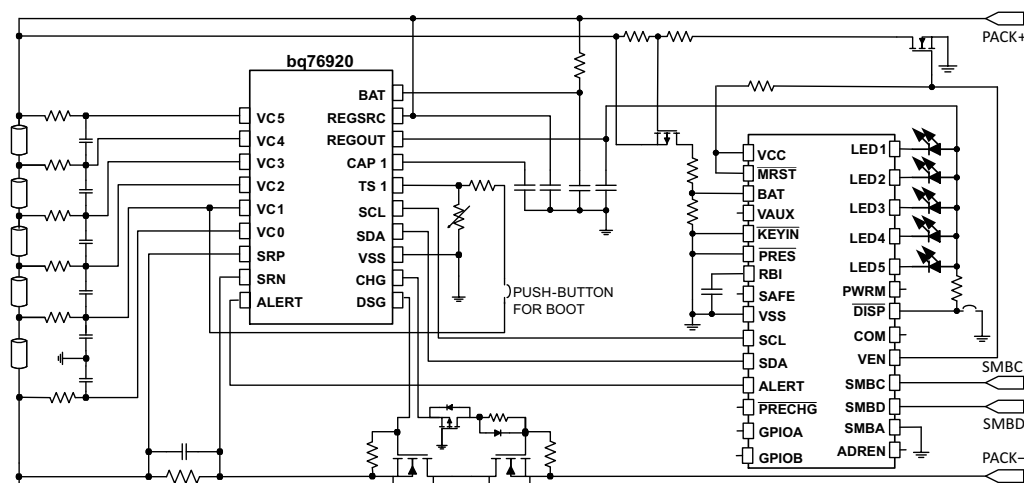 PACK+
bq76920
BAT
REGSRC
REGOUT
CAP 1
TS 1
SCL
SDA
VSS
CHG
DSG
VC5
VC4
VC3
VC2
VC1
VC0
SRP
SRN
ALERT
PUSH-BUTTON
FOR BOOT
VCC
MRST
BAT
VAUX
KEYIN
PRES
RBI
SAFE
VSS
SCL
SDA
ALERT
PRECHG
GPIOA
GPIOB
LED1
LED2
LED3
LED4
LED5
PWRM
DISP
COM
VEN
SMBC
SMBD
SMBA
ADREN
SMBC
SMBD
PACK–